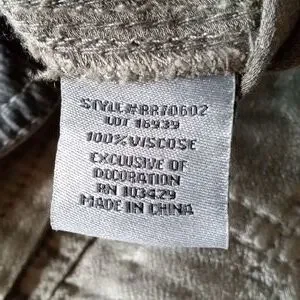 STYLE#RR70602
LOT 16939
100% VISCOSE
EXCLUSIVE OF
DECORATION
RN 103429
MADE IN CHINA